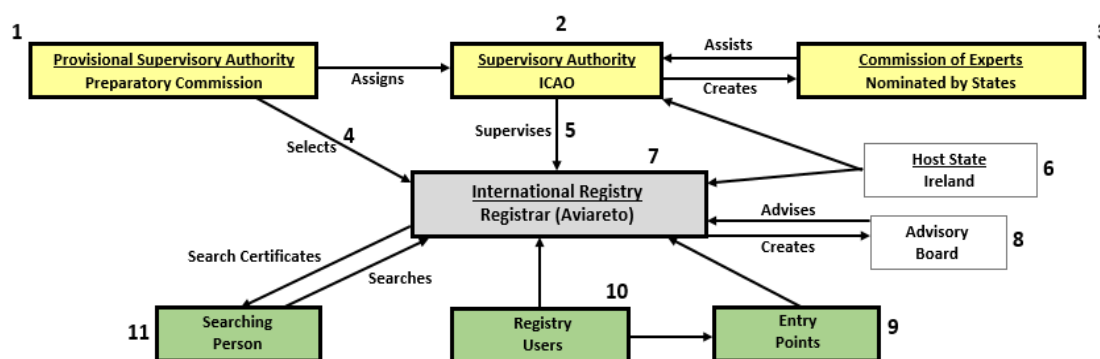 1
2
3
Provisional Supervisory Authority
Preparatory Commission
Assigns
Supervisory Authority
ICAO
Assists
Creates
Commission of Experts
Nominated by States
Selects
4
Supervises
5
7
Host State
Ireland
6
International Registry
Registrar (Aviareto)
Advises
Creates
Advisory
Board
8
Search Certificates
Searches
10
11
Searching
Person
Registry
Users
Entry
Points
9